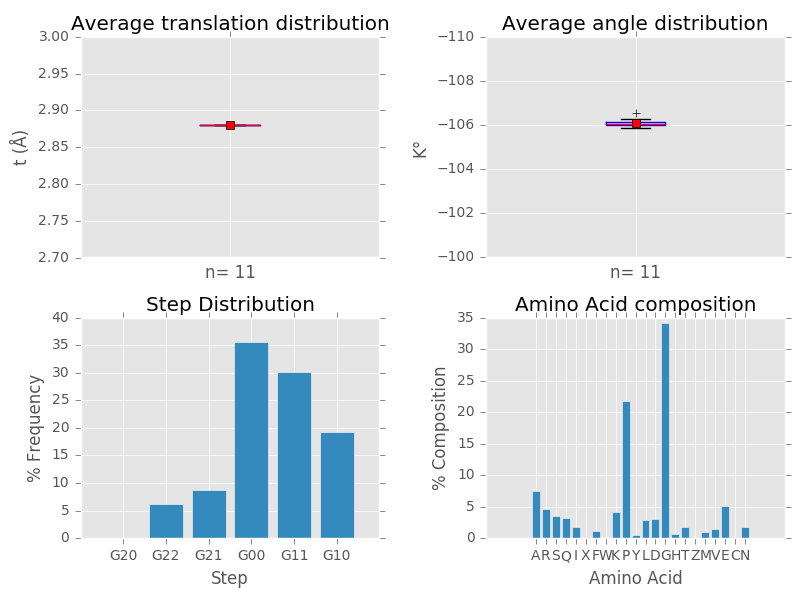 Average translation distribution
3.00
2.95
2.90
2.85
2.80
2.75
2.70
t (Å)
n= 11
Average angle distribution
−110
−108
−106
−104
−102
−100
K°
n= 11
Step Distribution
40
35
30
25
20
15
10
5
0
% Frequency
G20 G22 G21 G00 G11 G10
Step
Amino Acid composition
35
30
25
20
15
10
5
0
% Composition
A R S Q I X F W K P Y L D G H T Z M V E C N
Amino Acid